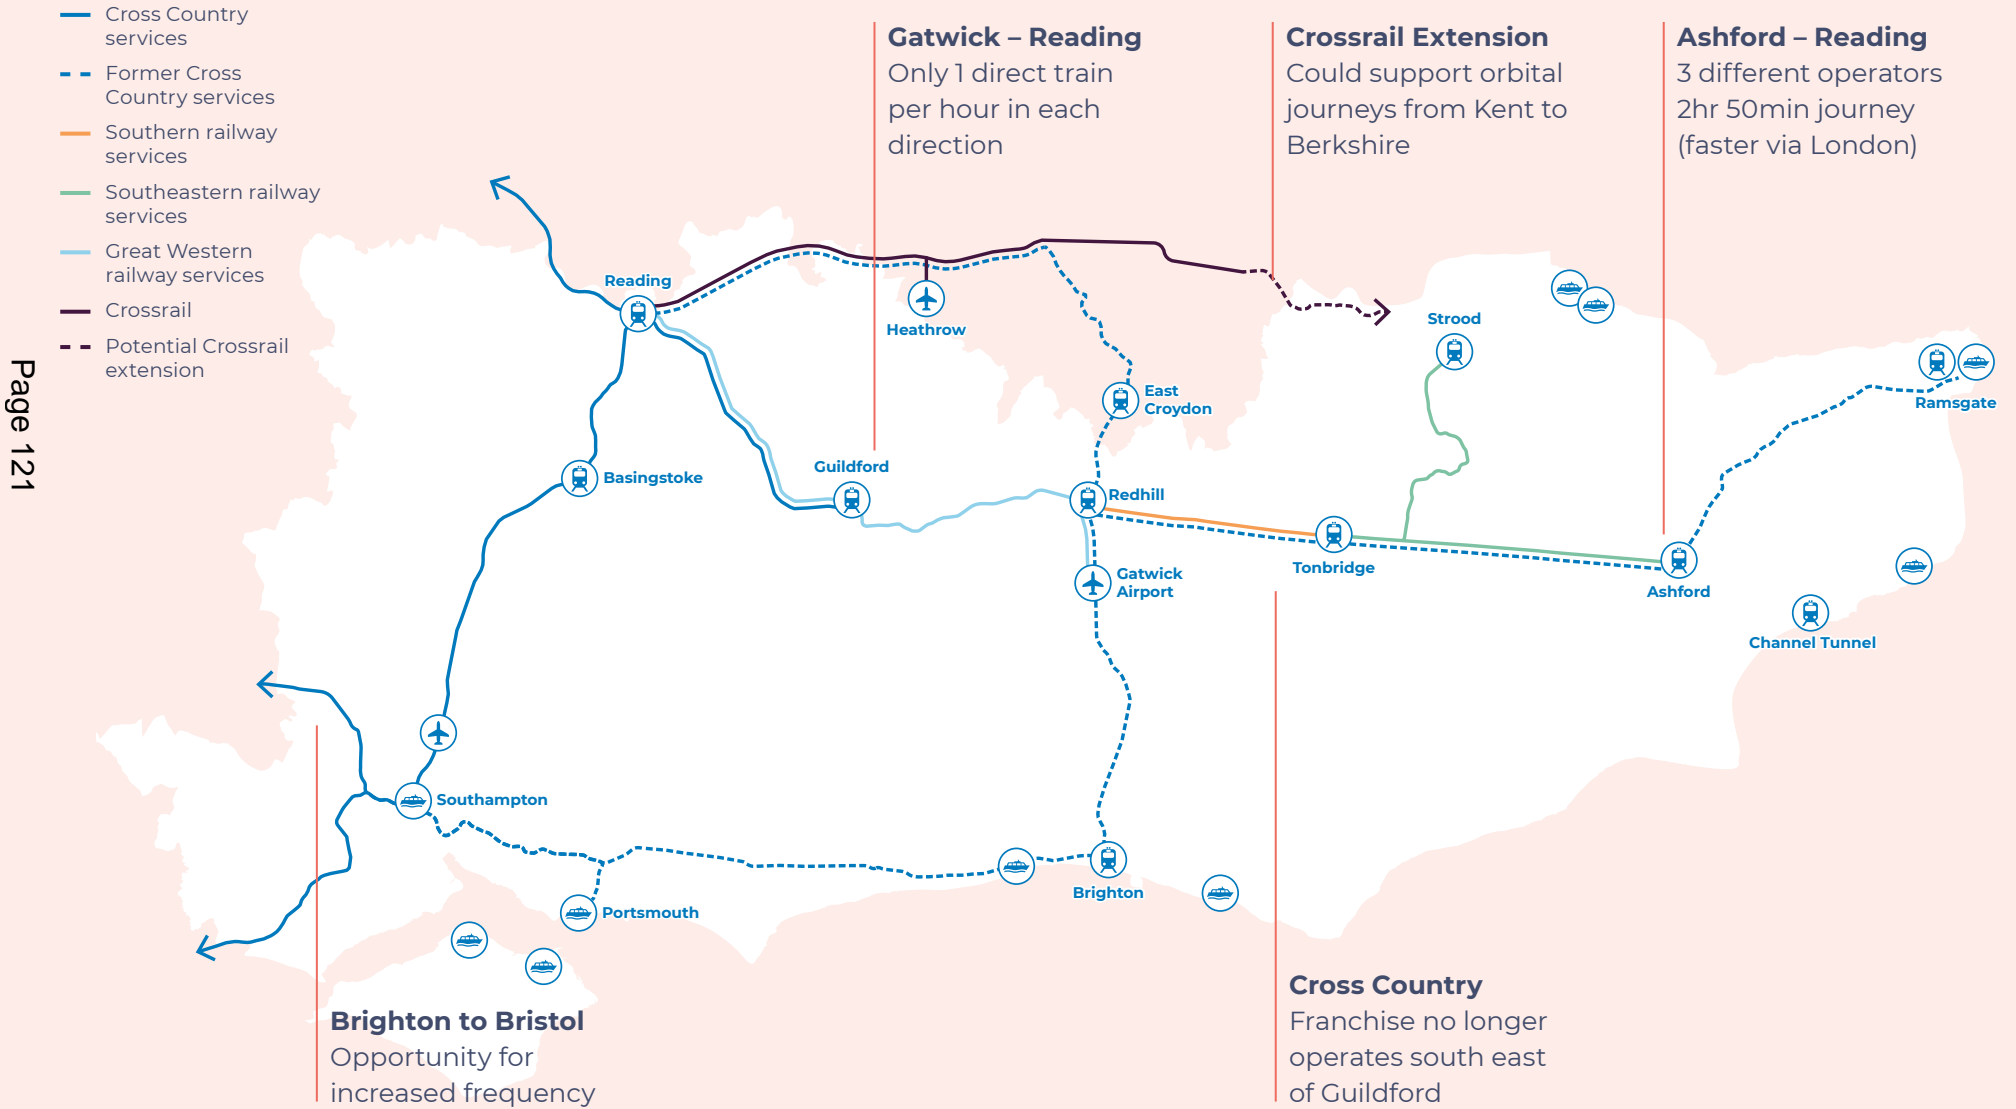 Cross Country
services
Former Cross
Country services
Southern railway
services
Southeastern railway
services
Great Western
railway services
Crossrail
Potential Crossrail
extension
Gatwick – Reading
Only 1 direct train
per hour in each
direction
Crossrail Extension
Could support orbital
journeys from Kent to
Berkshire
Ashford – Reading
3 different operators
2hr 50min journey
(faster via London)
Reading
Heathrow
Strood
East
Croydon
Ramsgate
Guildford
Basingstoke
Redhill
Tonbridge
Gatwick
Airport
Ashford
Channel Tunnel
Southampton
Brighton
Portsmouth
Brighton to Bristol
Opportunity for
increased frequency
Cross Country
Franchise no longer
operates south east
of Guildford
Page 121